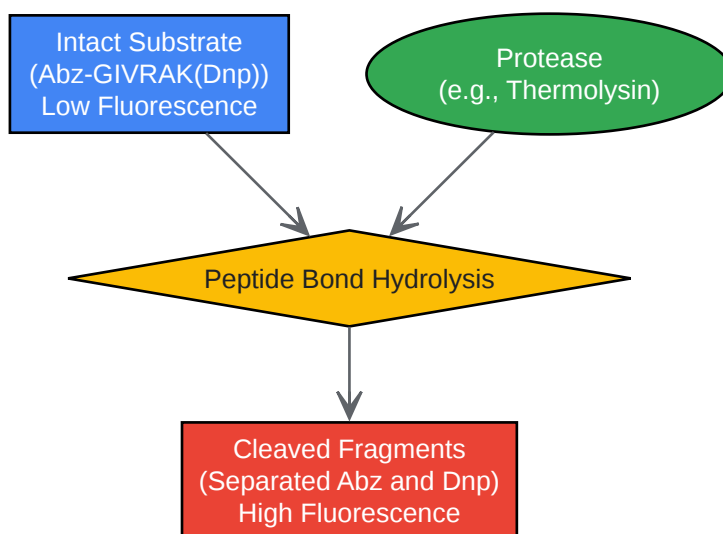 Intact Substrate
(Abz-GIVRAK(Dnp))
Low Fluorescence
Protease
(e.g., Thermolysin)
Peptide Bond Hydrolysis
Cleaved Fragments
(Separated Abz and Dnp)
High Fluorescence